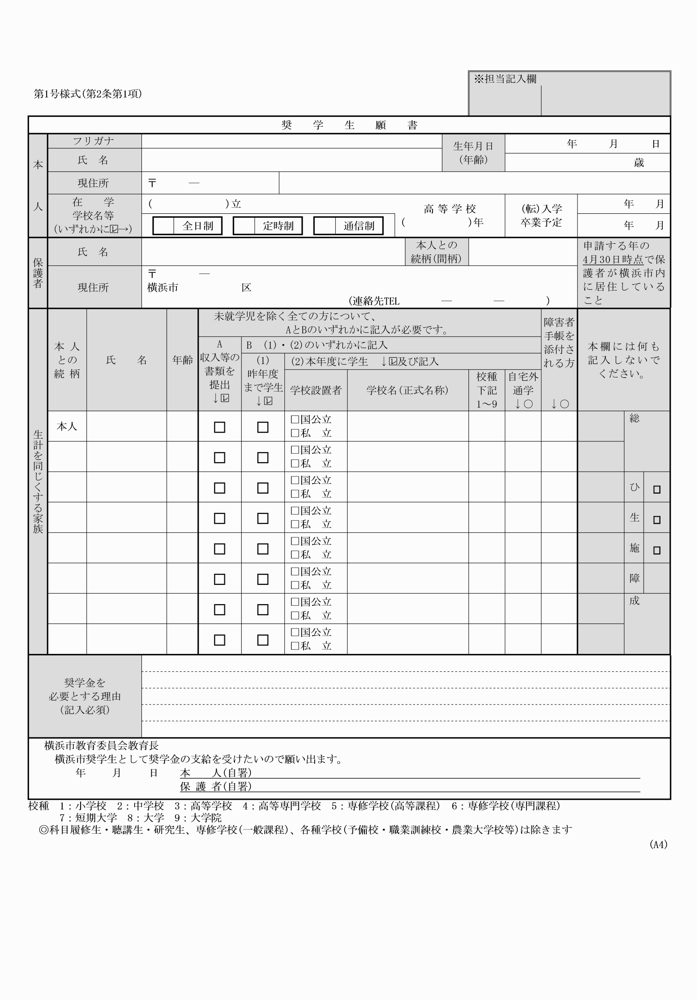 ※担当記入欄
第1号様式(第2条第1項)
奨　学　生　願　書
本人
フリガナ
氏　名
生年月日
(年齢)
年　月　日
歳
現住所
〒　―
在　学
学校名等
(いずれかに☑→)
(　)立
全日制　定時制　通信制
高等学校
(　)年
(転)入学
卒業予定
年　月
年　月
保護者
氏　名
本人との
続柄(間柄)
現住所
〒　―
横浜市　区
(連絡先TEL　―　―　)
申請する年の
4月30日時点で保
護者が横浜市内
に居住している
こと
生計を同じくする家族
本人
との
続柄
氏　名
年齢
未就学児を除く全ての方について、
AとBのいずれかに記入が必要です。
A
収入等の
書類を
提出
↓☑
B　(1)・(2)のいずれかに記入
(1)
昨年度
まで学生
↓☑
(2)本年度に学生　↓☑及び記入
学校設置者
学校名(正式名称)
校種
下記
1～9
自宅外
通学
↓○
障害者
手帳を
添付さ
れる方
↓○
本欄には何も
記入しないで
ください。
本人　□　□　□国公立
□私　立
総
□　□　□国公立
□私　立
□　□　□国公立
□私　立
ひ　□
□　□　□国公立
□私　立
生　□
□　□　□国公立
□私　立
施　□
□　□　□国公立
□私　立
障
□　□　□国公立
□私　立
成
□　□　□国公立
□私　立
奨学金を
必要とする理由
(記入必須)
横浜市教育委員会教育長
横浜市奨学生として奨学金の支給を受けたいので願い出ます。
年　月　日　本　人(自署)
保護者(自署)
校種　1：小学校　2：中学校　3：高等学校　4：高等専門学校　5：専修学校(高等課程)　6：専修学校(専門課程)
7：短期大学　8：大学　9：大学院
◎科目履修生・聴講生・研究生、専修学校(一般課程)、各種学校(予備校・職業訓練校・農業大学校等)は除きます
(A4)